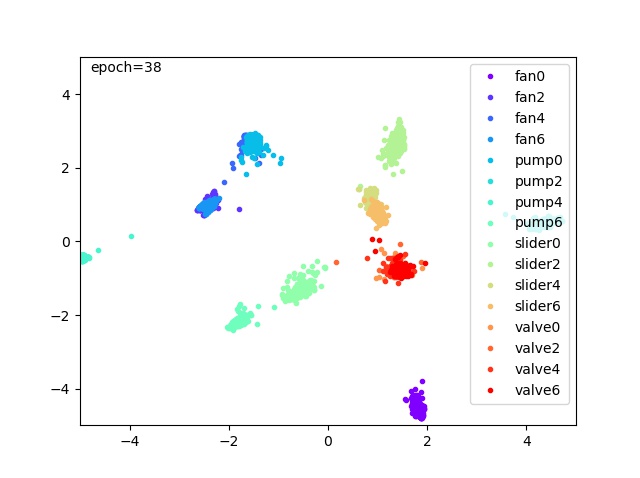 epoch=38
fan0
fan2
fan4
fan6
pump0
pump2
pump4
pump6
slider0
slider2
slider4
slider6
valve0
valve2
valve4
valve6
4
2
0
−2
−4
−4
−2
0
2
4